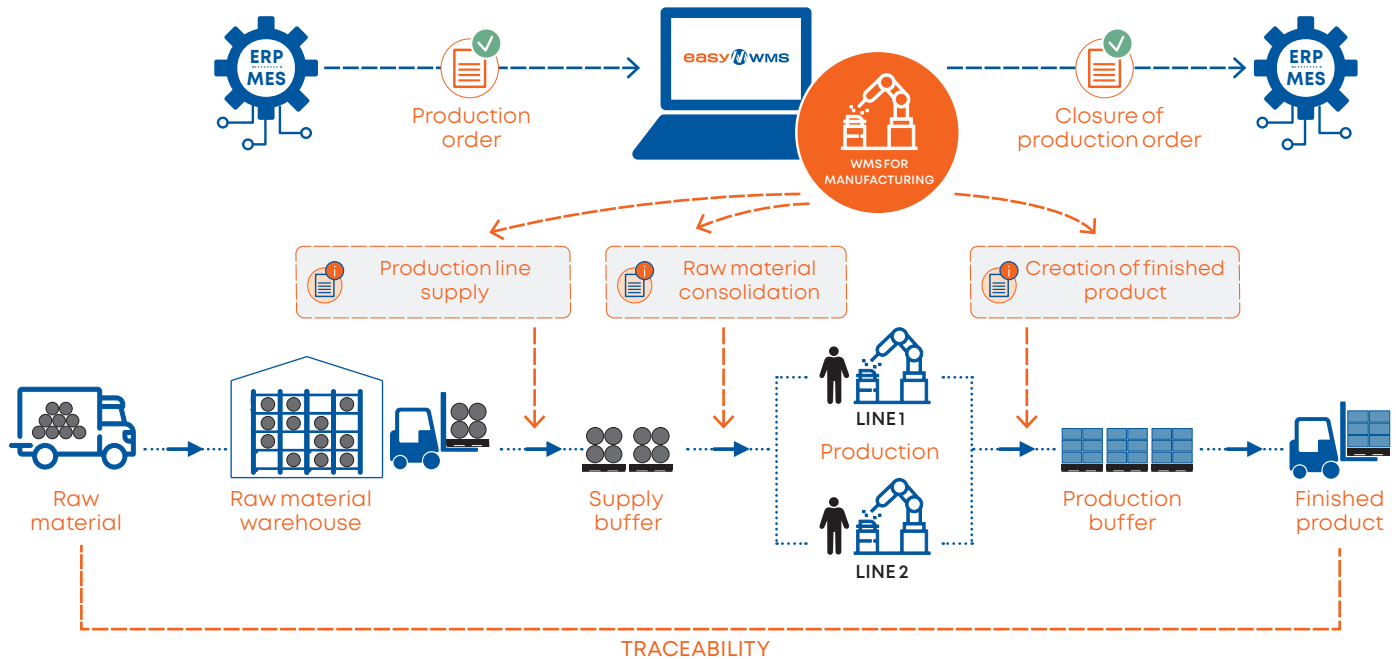 ERP
MES
Production
order
easy WMS
WMS FOR
MANUFACTURING
Closure of
production order
ERP
MES
i
Production line
supply
i
Raw material
consolidation
i
Creation of finished
product
LINE 1
Production
LINE 2
Raw
material
Raw material
warehouse
Supply
buffer
Production
buffer
Finished
product
TRACEABILITY